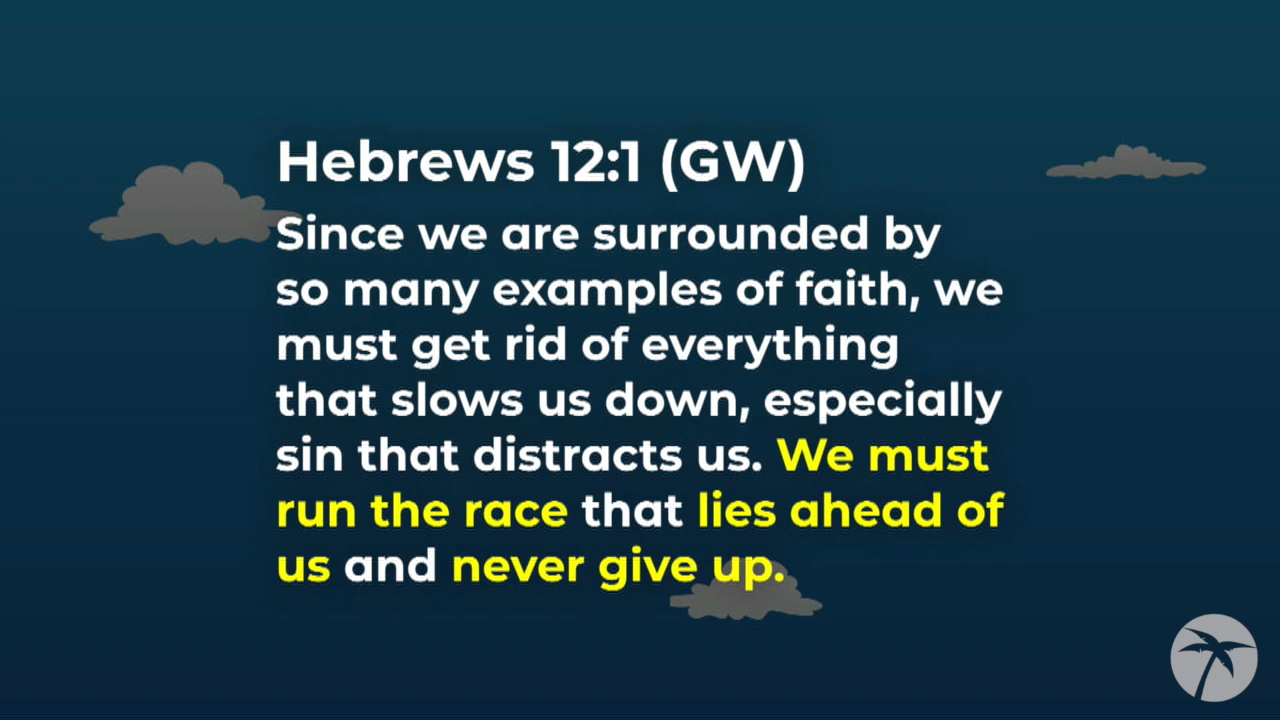 Hebrews 12:1 (GW)
Since we are surrounded by
so many examples of faith, we
must get rid of everything
that slows us down, especially
sin that distracts us. We must
run the race that lies ahead of
us and never give up.